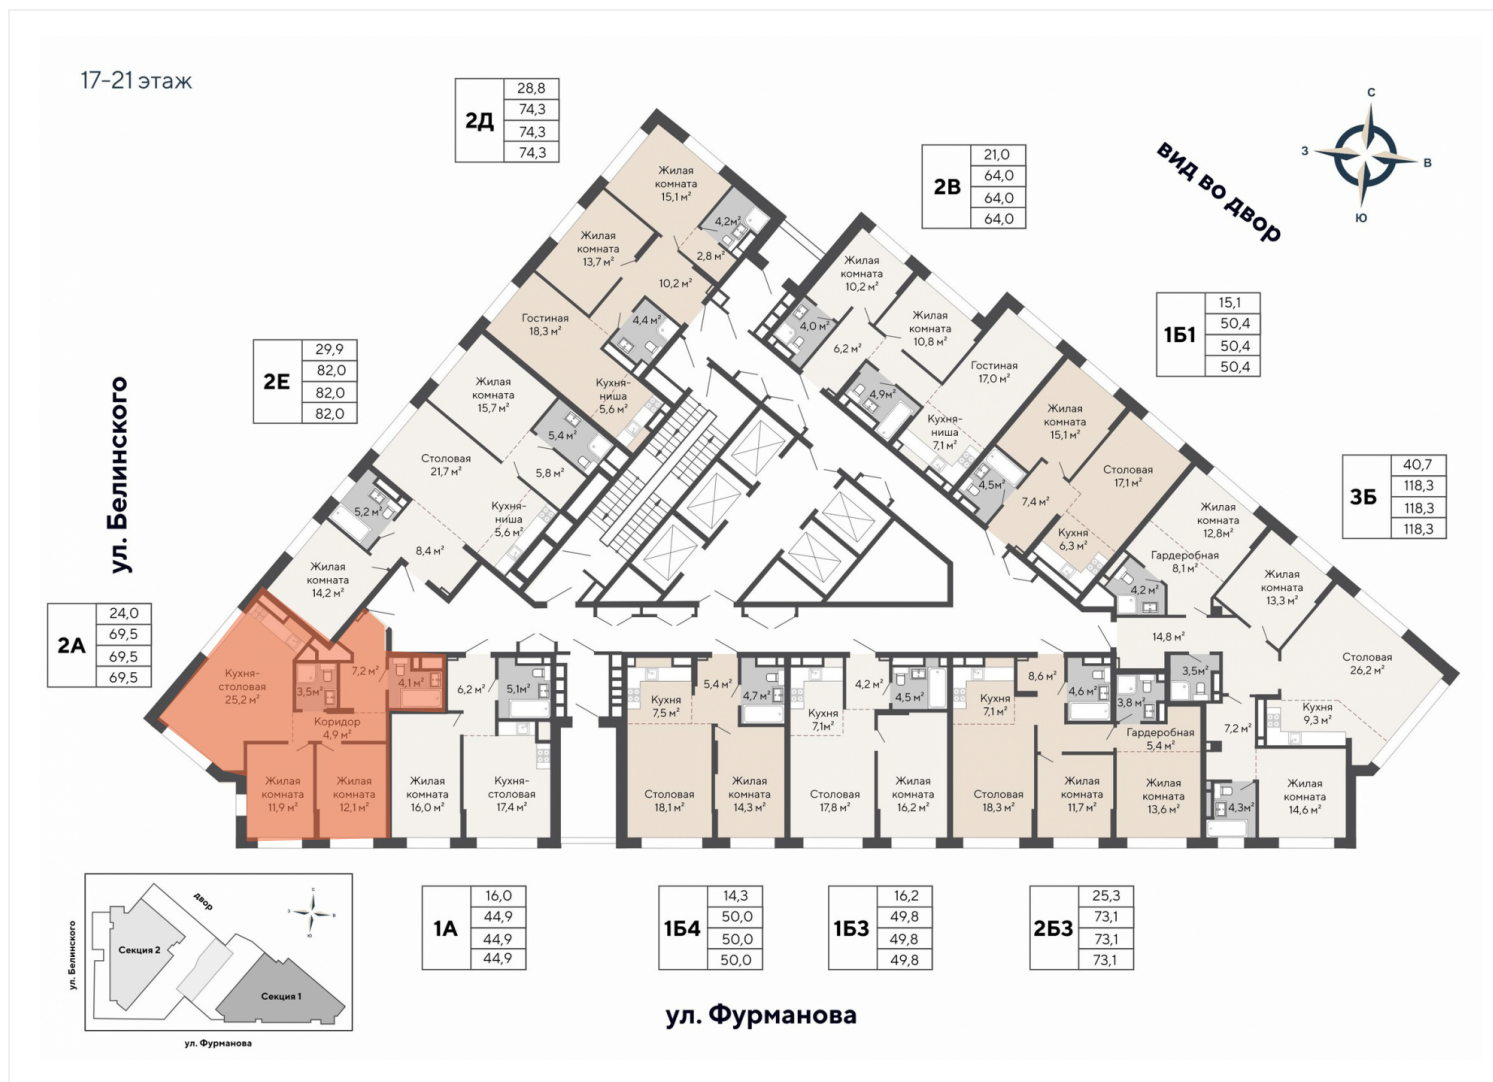 17-21 этаж
2Д
28,8
74,3
74,3
74,3
2В
21,0
64,0
64,0
64,0
С
З
В
Ю
вид во двор
1Б1
15,1
50,4
50,4
50,4
2Е
29,9
82,0
82,0
82,0
3Б
40,7
118,3
118,3
118,3
2А
24,0
69,5
69,5
69,5
ул. Белинского
Жилая
комната
15,1 м²
4,2м²
2,8 м²
Жилая
комната
13,7 м²
10,2 м²
Гостиная
18,3 м²
4,4 м²
Кухня-
ниша
5,6 м²
Жилая
комната
10,2 м²
4,0 м²
6,2 м²
Жилая
комната
10,8 м²
4,9м²
Гостиная
17,0 м²
Кухня-
ниша
7,1 м²
Жилая
комната
15,1 м²
4,5м²
7,4 м²
Столовая
17,1 м²
Кухня
6,3 м²
Жилая
комната
15,7 м²
5,4 м²
5,8 м²
Столовая
21,7 м²
Кухня-
ниша
5,6 м²
5,2 м²
8,4 м²
Жилая
комната
14,2 м²
Жилая
комната
12,8м²
Гардеробная
8,1 м²
4,2 м²
Жилая
комната
13,3 м²
14,8 м²
Столовая
26,2 м²
3,5м²
Кухня
9,3 м²
7,2 м²
4,3м²
Жилая
комната
14,6 м²
Кухня-
столовая
25,2 м²
3,5м²
7,2 м²
4,1 м²
Коридор
4,9 м²
Жилая
комната
11,9 м²
Жилая
комната
12,1 м²
6,2 м²
5,1м²
Жилая
комната
16,0 м²
Кухня-
столовая
17,4 м²
5,4 м²
4,7 м²
Кухня
7,5 м²
Столовая
18,1 м²
Жилая
комната
14,3 м²
4,2 м²
4,5 м²
Кухня
7,1м²
Столовая
17,8 м²
Жилая
комната
16,2 м²
8,6 м²
4,6 м²
Кухня
7,1 м²
3,8 м²
Гардеробная
5,4 м²
Столовая
18,3 м²
Жилая
комната
11,7 м²
Жилая
комната
13,6 м²
1А
16,0
44,9
44,9
44,9
1Б4
14,3
50,0
50,0
50,0
1Б3
16,2
49,8
49,8
49,8
2Б3
25,3
73,1
73,1
73,1
ул. Фурманова
ул. Белинского
двор
С
З
В
Ю
Секция 2
Секция 1
ул. Фурманова